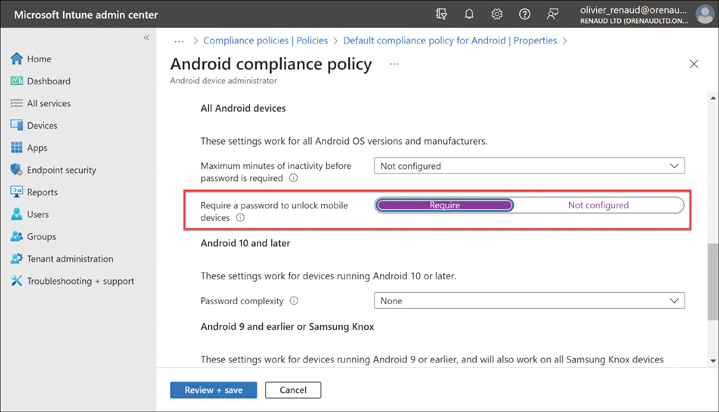 Microsoft Intune admin center
olivier_renaud@orenau...
RENAUD LTD (ORENAUDLTD.ON...
«
Home
Dashboard
All services
Devices
Apps
Endpoint security
Reports
Users
Groups
Tenant administration
Troubleshooting + support
... > Compliance policies | Policies > Default compliance policy for Android | Properties >
Android compliance policy ...
Android device administrator
All Android devices
These settings work for all Android OS versions and manufacturers.
Maximum minutes of inactivity before
password is required
Not configured
Require a password to unlock mobile
devices
Require
Not configured
Android 10 and later
These settings work for devices running Android 10 or later.
Password complexity
None
Android 9 and earlier or Samsung Knox
These settings work for devices running Android 9 or earlier, and will also work on all Samsung Knox devices
Review + save
Cancel